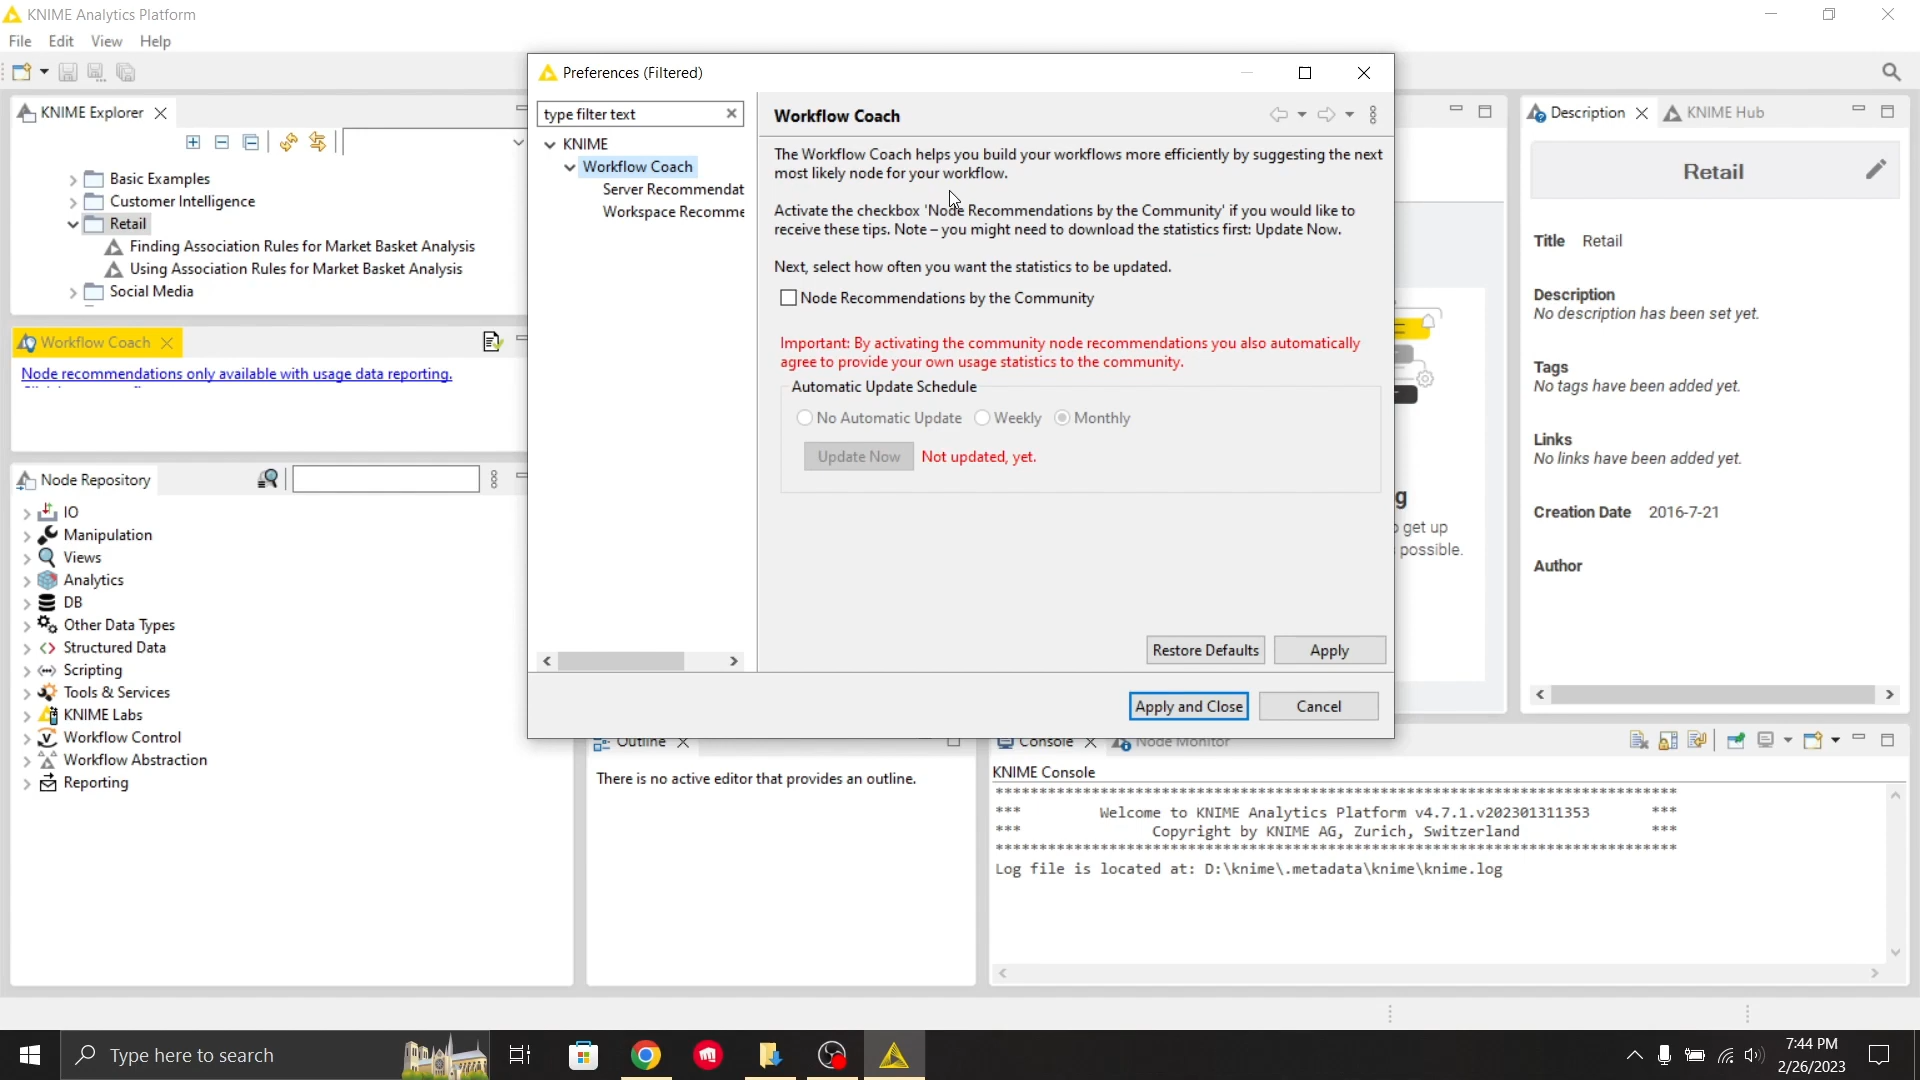 KNIME Analytics Platform
File Edit View Help
KNIME Explorer
Basic Examples
Customer Intelligence
Retail
Finding Association Rules for Market Basket Analysis
Using Association Rules for Market Basket Analysis
Social Media
Workflow Coach
Node recommendations only available with usage data reporting.
Node Repository
IO
Manipulation
Views
Analytics
DB
Other Data Types
Structured Data
Scripting
Tools & Services
KNIME Labs
Workflow Control
Workflow Abstraction
Reporting
Preferences (Filtered)
type filter text
KNIME
Workflow Coach
Server Recommendat
Workspace Recomme
Workflow Coach
The Workflow Coach helps you build your workflows more efficiently by suggesting the next
most likely node for your workflow.
Activate the checkbox 'Node Recommendations by the Community' if you would like to
receive these tips. Note – you might need to download the statistics first: Update Now.
Next, select how often you want the statistics to be updated.
Node Recommendations by the Community
Important: By activating the community node recommendations you also automatically
agree to provide your own usage statistics to the community.
Automatic Update Schedule
No Automatic Update Weekly Monthly
Update Now Not updated, yet.
Restore Defaults Apply
Apply and Close Cancel
g
get up
possible.
Description KNIME Hub
Retail
Title Retail
Description
No description has been set yet.
Tags
No tags have been added yet.
Links
No links have been added yet.
Creation Date 2016-7-21
Author
Outline
There is no active editor that provides an outline.
Console Node Monitor
KNIME Console
********************************************************************************
*** Welcome to KNIME Analytics Platform v4.7.1.v202301311353 ***
*** Copyright by KNIME AG, Zurich, Switzerland ***
********************************************************************************
Log file is located at: D:\knime\.metadata\knime\knime.log
Type here to search
7:44 PM
2/26/2023